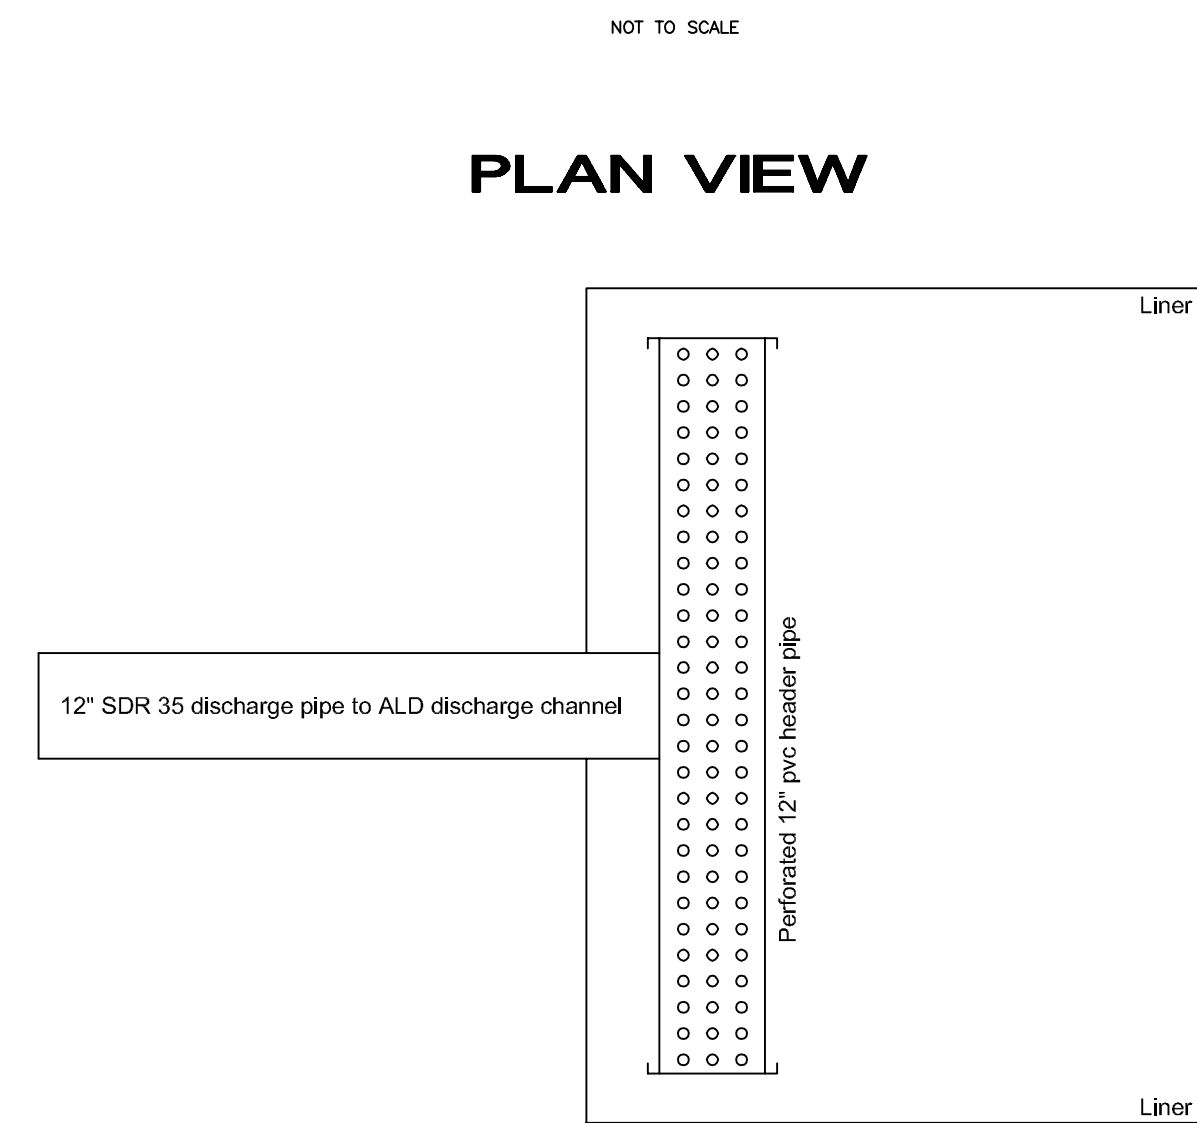 NOT TO SCALE
PLAN VIEW
Liner
12" SDR 35 discharge pipe to ALD discharge channel
Perforated 12" pvc header pipe
Liner